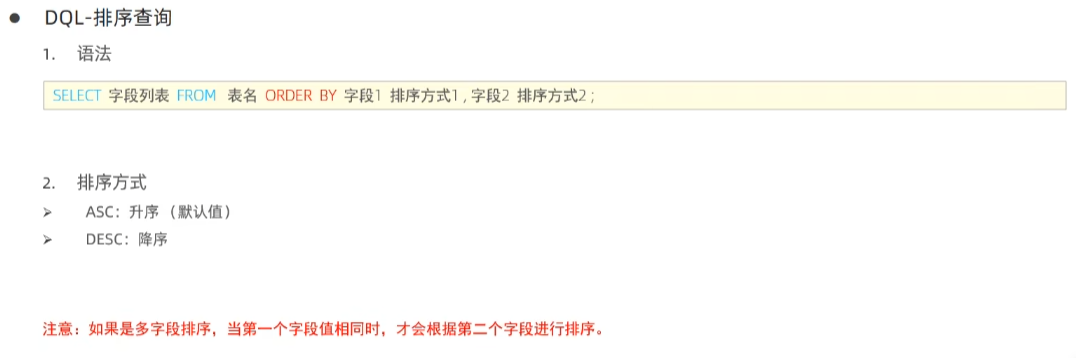 ● DQL-排序查询
1. 语法
SELECT 字段列表 FROM 表名 ORDER BY 字段1 排序方式1 , 字段2 排序方式2 ;
2. 排序方式
➢ ASC：升序（默认值）
➢ DESC：降序
注意：如果是多字段排序，当第一个字段值相同时，才会根据第二个字段进行排序。